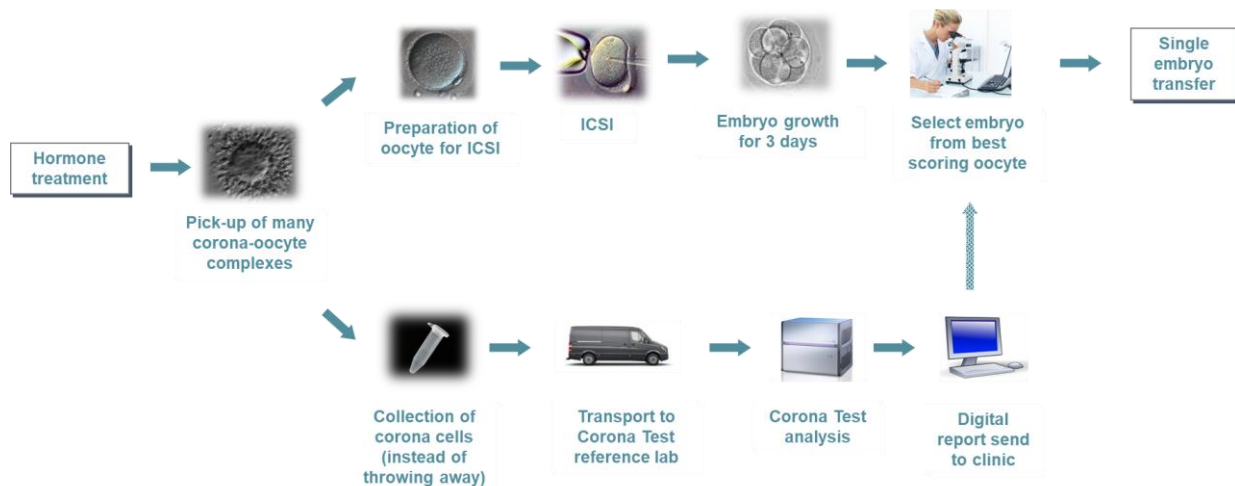 Hormone
treatment
Pick-up of many
corona-oocyte
complexes
Preparation of
oocyte for ICSI
ICSI
Embryo growth
for 3 days
Select embryo
from best
scoring oocyte
Single
embryo
transfer
Collection of
corona cells
(instead of
throwing away)
Transport to
Corona Test
reference lab
Corona Test
analysis
Digital
report send
to clinic